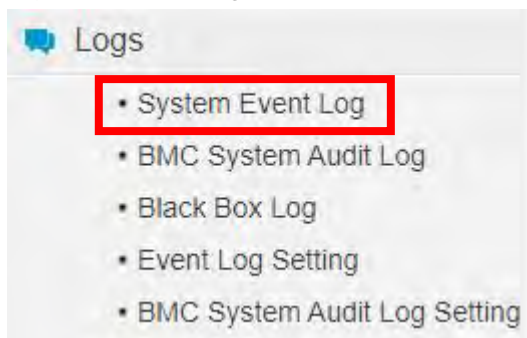 Logs
• System Event Log
• BMC System Audit Log
• Black Box Log
• Event Log Setting
• BMC System Audit Log Setting